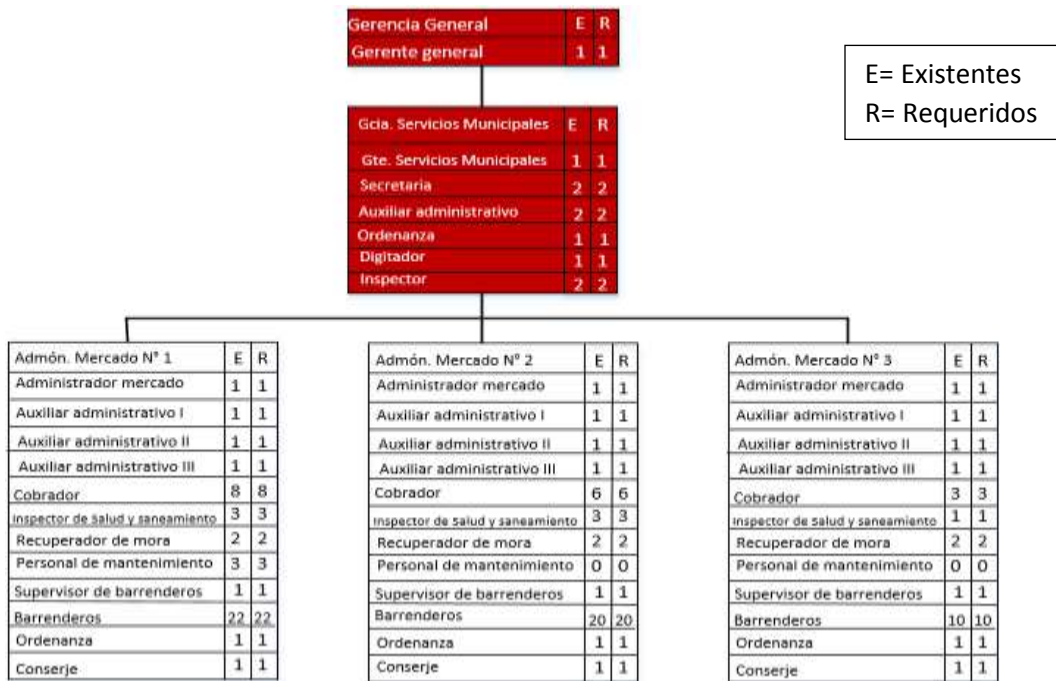 Gerencia General E R
Gerente general 1 1
E= Existentes
R= Requeridos
Gcia. Servicios Municipales E R
Gte. Servicios Municipales 1 1
Secretaria 2 2
Auxiliar administrativo 2 2
Ordenanza 1 1
Digitador 1 1
Inspector 2 2
Admón. Mercado N° 1 E R
Administrador mercado 1 1
Auxiliar administrativo I 1 1
Auxiliar administrativo II 1 1
Auxiliar administrativo III 1 1
Cobrador 8 8
Inspector de Salud y saneamiento 3 3
Recuperador de mora 2 2
Personal de mantenimiento 3 3
Supervisor de barrenderos 1 1
Barrenderos 22 22
Ordenanza 1 1
Conserje 1 1
Admón. Mercado N° 2 E R
Administrador mercado 1 1
Auxiliar administrativo I 1 1
Auxiliar administrativo II 1 1
Auxiliar administrativo III 1 1
Cobrador 6 6
Inspector de Salud y saneamiento 3 3
Recuperador de mora 2 2
Personal de mantenimiento 0 0
Supervisor de barrenderos 1 1
Barrenderos 20 20
Ordenanza 1 1
Conserje 1 1
Admón. Mercado N° 3 E R
Administrador mercado 1 1
Auxiliar administrativo I 1 1
Auxiliar administrativo II 1 1
Auxiliar administrativo III 1 1
Cobrador 3 3
Inspector de Salud y saneamiento 1 1
Recuperador de mora 2 2
Personal de mantenimiento 0 0
Supervisor de barrenderos 1 1
Barrenderos 10 10
Ordenanza 1 1
Conserje 1 1